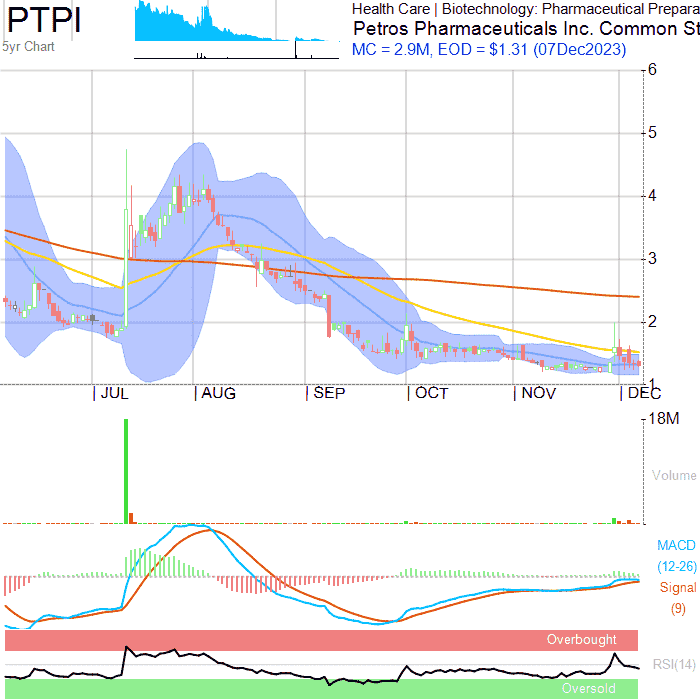 PTPI
5yr Chart
Health Care | Biotechnology: Pharmaceutical Prepara
Petros Pharmaceuticals Inc. Common St
MC = 2.9M, EOD = $1.31 (07Dec2023)
6
5
4
3
2
1
JUL AUG SEP OCT NOV DEC
18M
Volume
MACD
(12-26)
Signal
(9)
Overbought
RSI(14)
Oversold